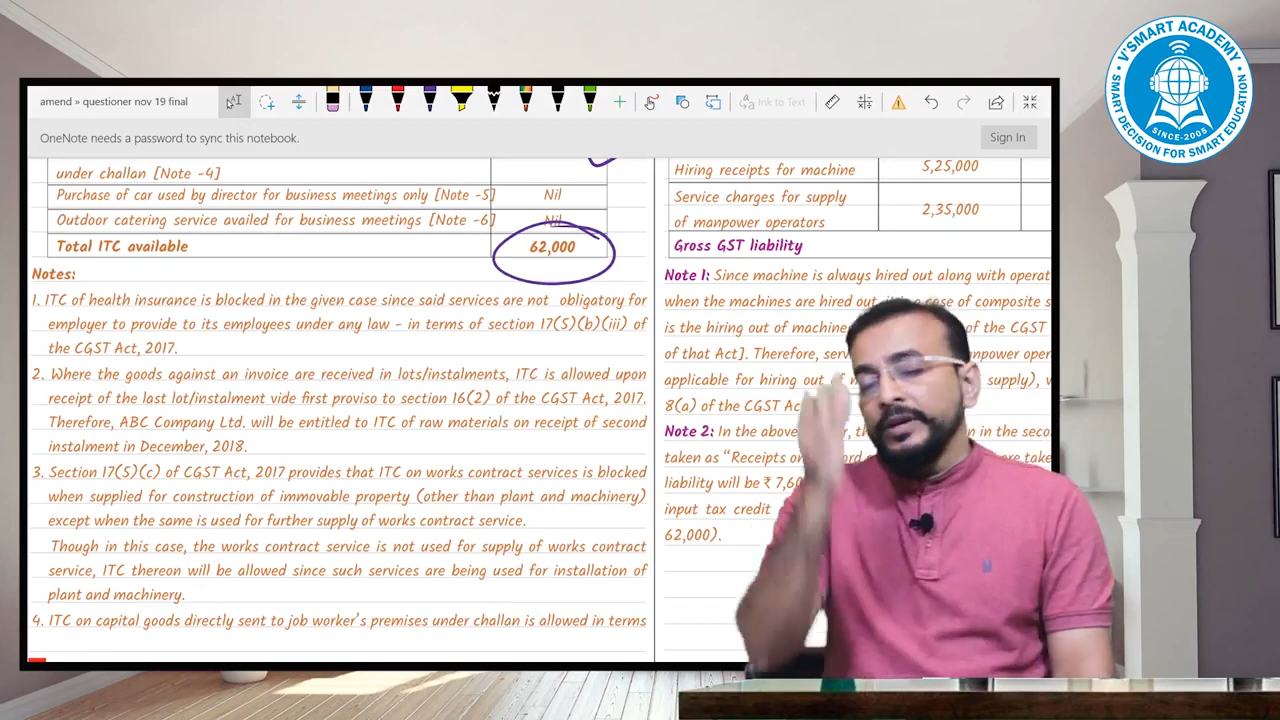 amend » questioner nov 19 final
Ink to Text
OneNote needs a password to sync this notebook.
Sign In
under challan [Note -4]
Purchase of car used by director for business meetings only [Note -5]
Nil
Outdoor catering service availed for business meetings [Note -6]
Nil
Total ITC available
62,000
Notes:
1. ITC of health insurance is blocked in the given case since said services are not obligatory for
employer to provide to its employees under any law - in terms of section 17(5)(b)(iii) of
the CGST Act, 2017.
2. Where the goods against an invoice are received in lots/instalments, ITC is allowed upon
receipt of the last lot/instalment vide first proviso to section 16(2) of the CGST Act, 2017.
Therefore, ABC Company Ltd. will be entitled to ITC of raw materials on receipt of second
instalment in December, 2018.
3. Section 17(5)(c) of CGST Act, 2017 provides that ITC on works contract services is blocked
when supplied for construction of immovable property (other than plant and machinery)
except when the same is used for further supply of works contract service.
Though in this case, the works contract service is not used for supply of works contract
service, ITC thereon will be allowed since such services are being used for installation of
plant and machinery.
4. ITC on capital goods directly sent to job worker's premises under challan is allowed in terms
Hiring receipts for machine
5,25,000
Service charges for supply
of manpower operators
2,35,000
Gross GST liability
Note 1: Since machine is always hired out along with operat
when the machines are hired out, case of composite s
is the hiring out of machine of the CGST
of that Act]. Therefore, serv npower oper
applicable for hiring out of supply), v
8(a) of the CGST Ac
Note 2: In the above in the seco
taken as "Receipts on re take
liability will be ₹ 7,60
input tax credit
62,000).
V'SMART ACADEMY
SMART DECISION FOR SMART EDUCATION
SINCE-2005